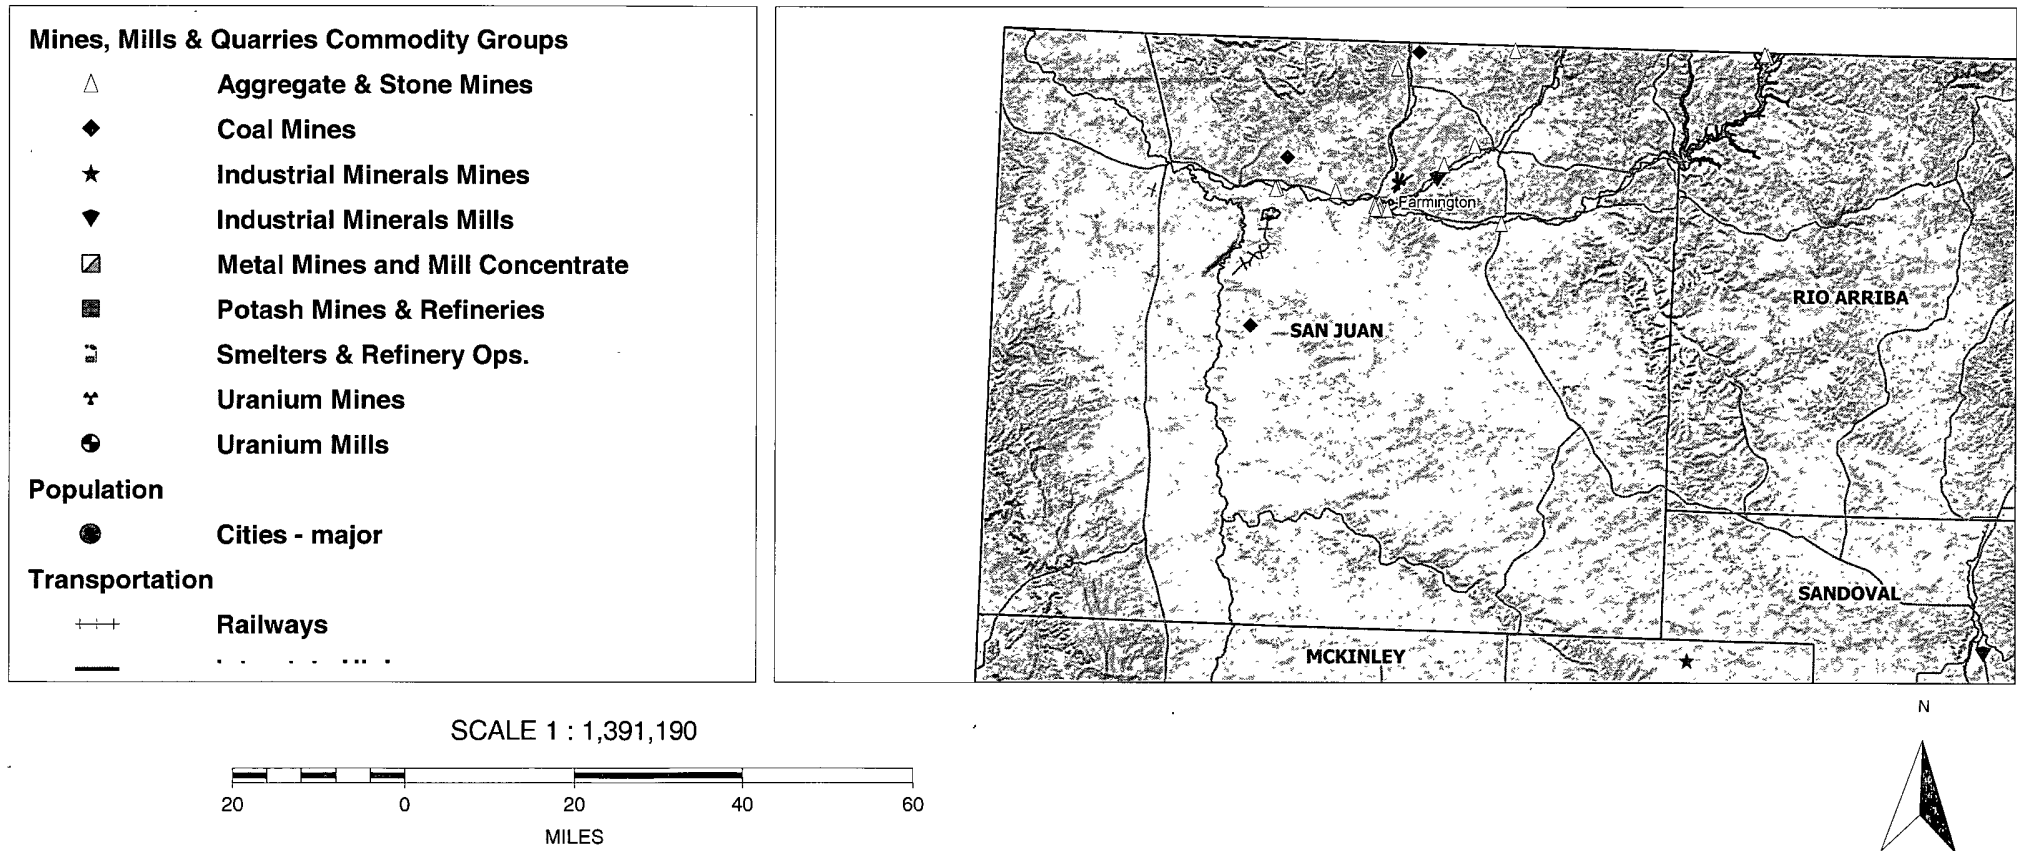 Mines, Mills & Quarries Commodity Groups
Aggregate & Stone Mines
Coal Mines
Industrial Minerals Mines
Industrial Minerals Mills
Metal Mines and Mill Concentrate
Potash Mines & Refineries
Smelters & Refinery Ops.
Uranium Mines
Uranium Mills
Population
Cities - major
Transportation
Railways
Farmington
RIO ARRIBA
SAN JUAN
SANDOVAL
MCKINLEY
SCALE 1 : 1,391,190
20 0 20 40 60
MILES
N